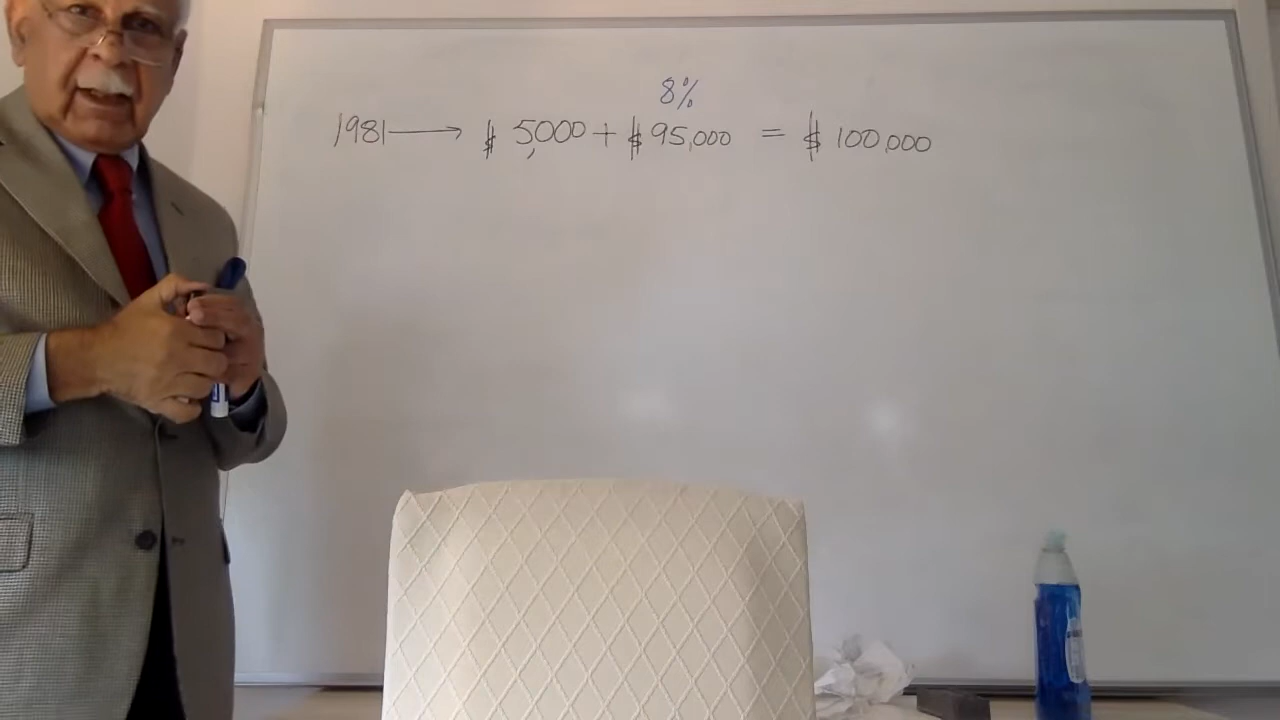 8%
1981 → $ 5,000 + $ 95,000 = $ 100,000